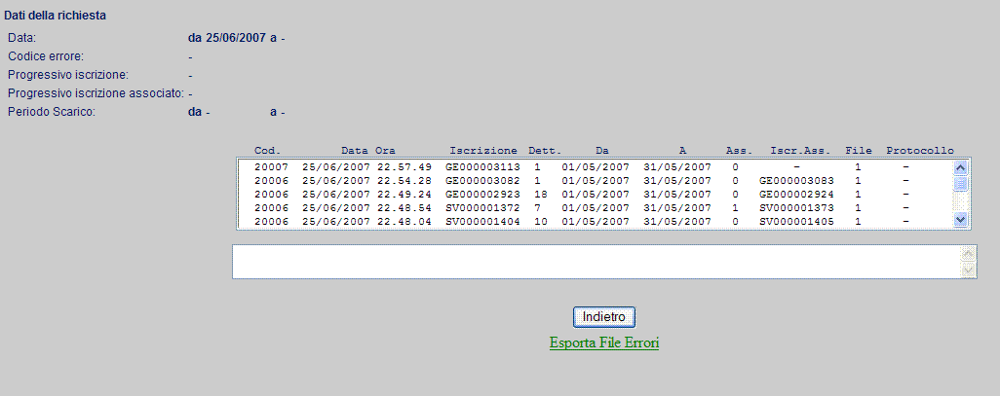 Dati della richiesta
Data: da 25/06/2007 a -
Codice errore: -
Progressivo iscrizione: -
Progressivo iscrizione associato: -
Periodo Scarico: da - a -
Cod. Data Ora Iscrizione Dett. Da A Ass. Iscr.Ass. File Protocollo
20007 25/06/2007 22.57.49 GE000003113 1 01/05/2007 31/05/2007 0 - 1 -
20006 25/06/2007 22.54.28 GE000003082 1 01/05/2007 31/05/2007 0 GE000003083 1 -
20006 25/06/2007 22.49.24 GE000002923 18 01/05/2007 31/05/2007 0 GE000002924 1 -
20006 25/06/2007 22.48.54 SV000001372 7 01/05/2007 31/05/2007 1 SV000001373 1 -
20006 25/06/2007 22.48.04 SV000001404 10 01/05/2007 31/05/2007 0 SV000001405 1 -
Indietro
Esporta File Errori